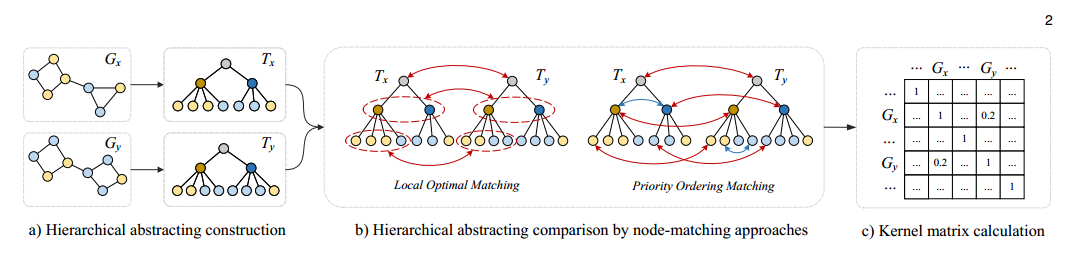 2
G_x
T_x
G_y
T_y
T_x
T_y
T_x
T_y
Local Optimal Matching
Priority Ordering Matching
... G_x ... G_y ...
... 1 ... ... ... ...
G_x ... 1 ... 0.2 ...
... ... ... 1 ... ...
G_y ... 0.2 ... 1 ...
... ... ... ... ... 1
a) Hierarchical abstracting construction
b) Hierarchical abstracting comparison by node-matching approaches
c) Kernel matrix calculation